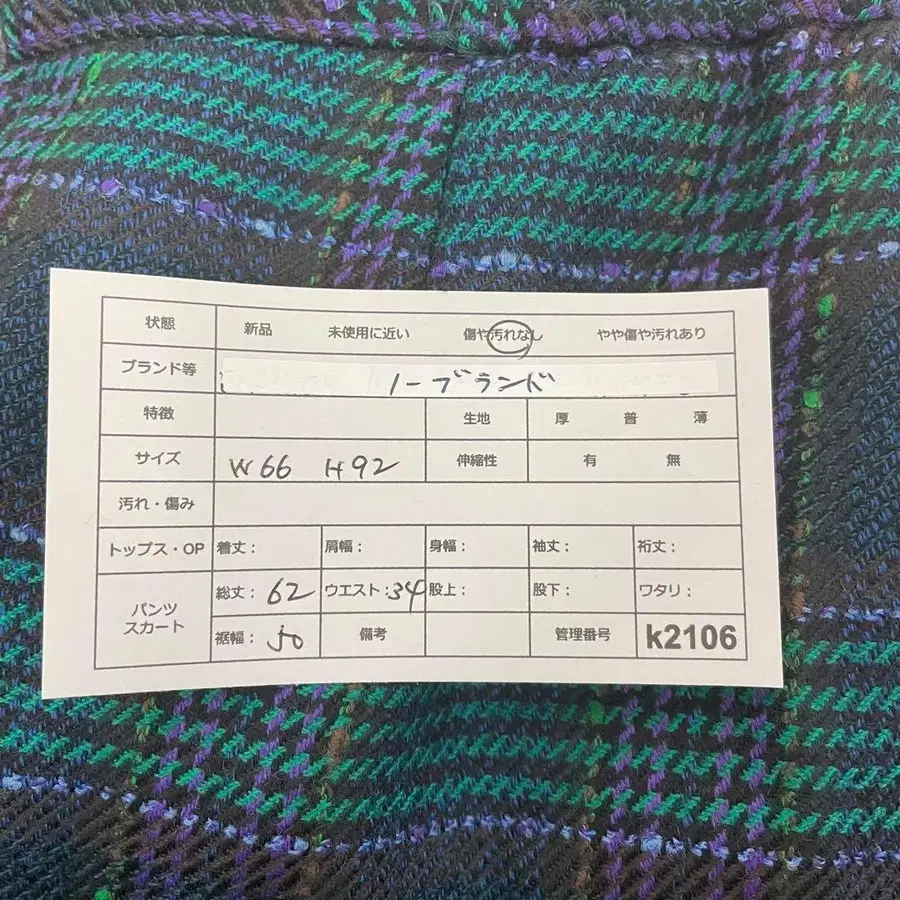 状態 新品 未使用に近い 傷や汚れなし やや傷や汚れあり
ブランド等 ノーブランド
特徴 生地 厚 普 薄
サイズ W66 H92 伸縮性 有 無
汚れ・傷み
トップス・OP 着丈: 肩幅: 身幅: 袖丈: 裄丈:
パンツ スカート 総丈: 62 ウエスト: 34 股上: 股下: ワタリ:
裾幅: 50 備考 管理番号 k2106